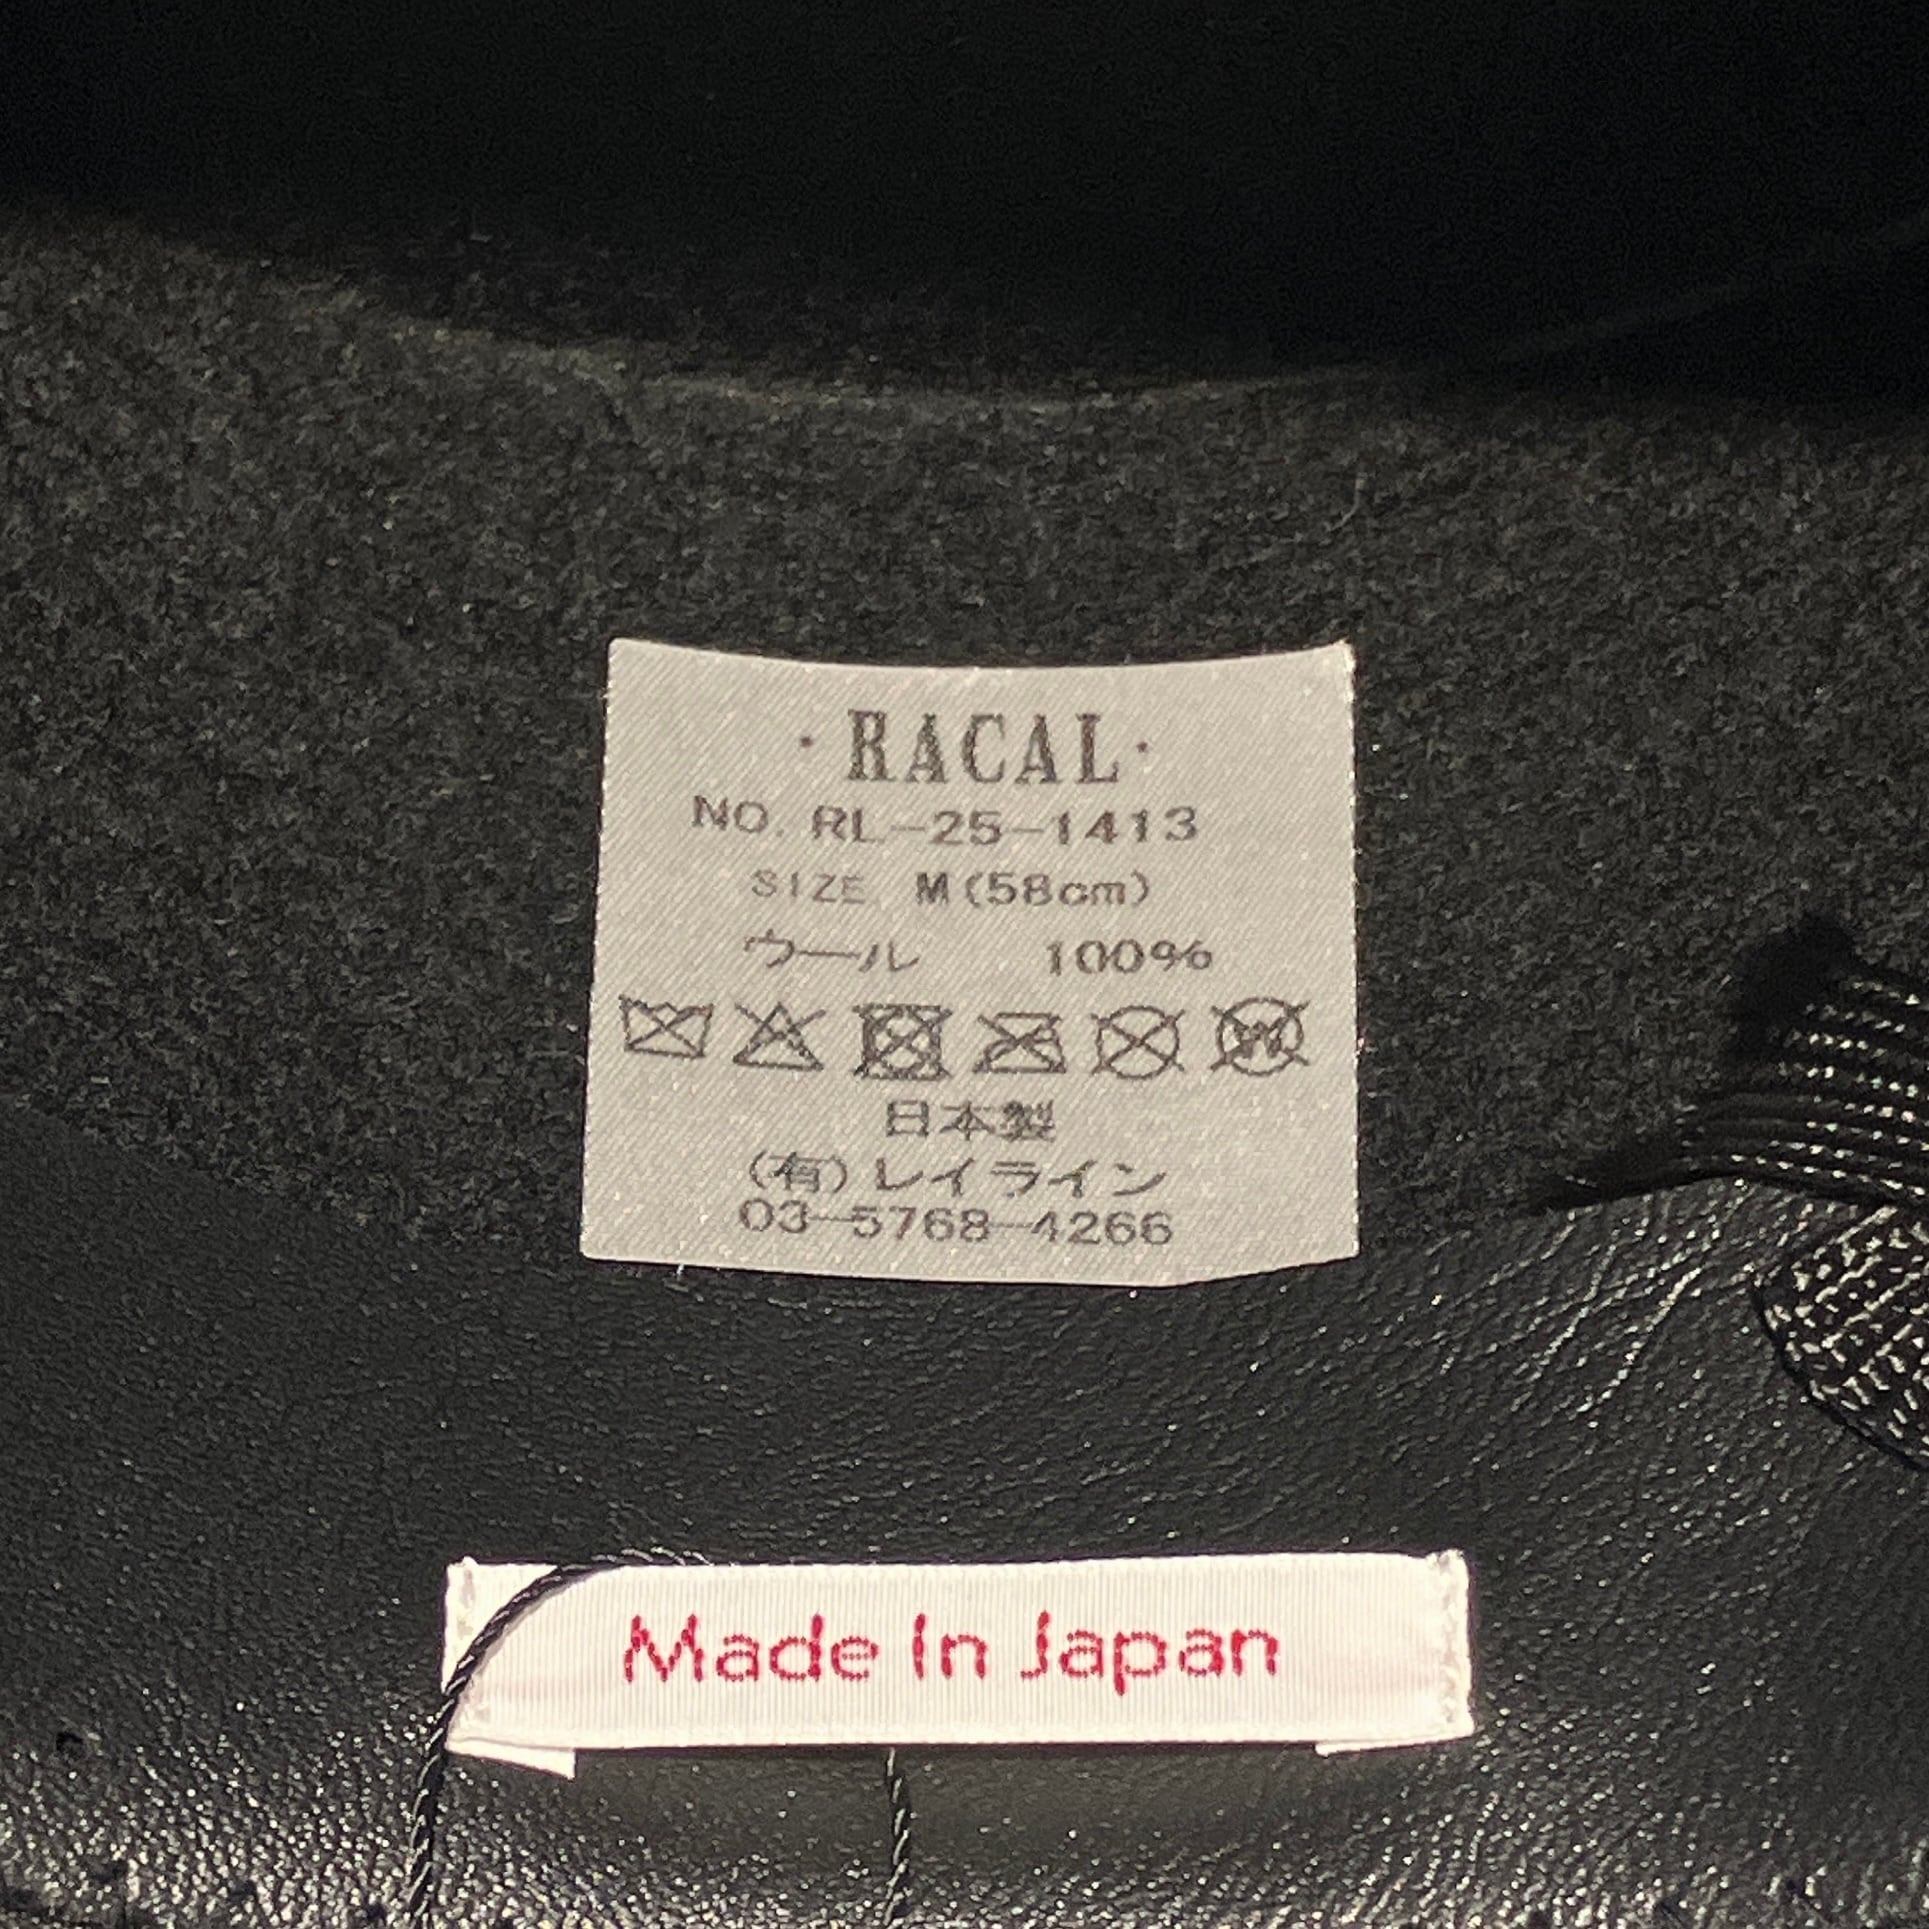 ·RACAL·
NO. RL-25-1413
SIZE M(58cm)
ウール 100%
W
日本製
(有)レイライン
03-5768-4266
Made In Japan